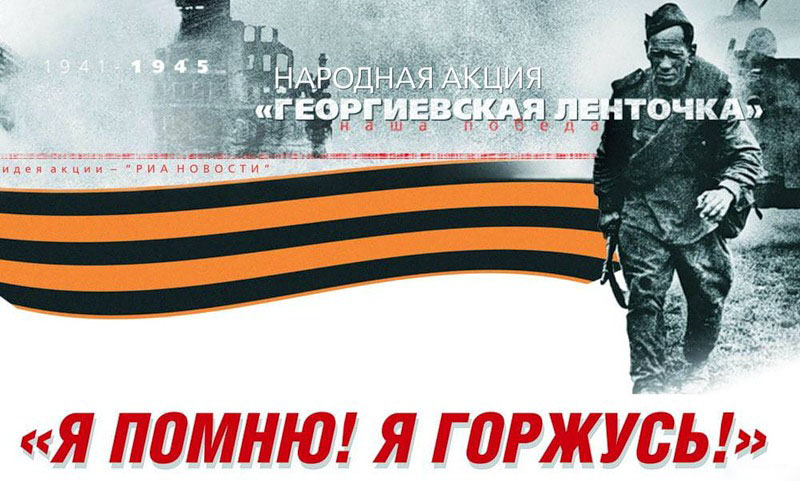 1941-1945
НАРОДНАЯ АКЦИЯ
«ГЕОРГИЕВСКАЯ ЛЕНТОЧКА»
наша победа
идея акции – "РИА НОВОСТИ"
«Я ПОМНЮ! Я ГОРЖУСЬ!»